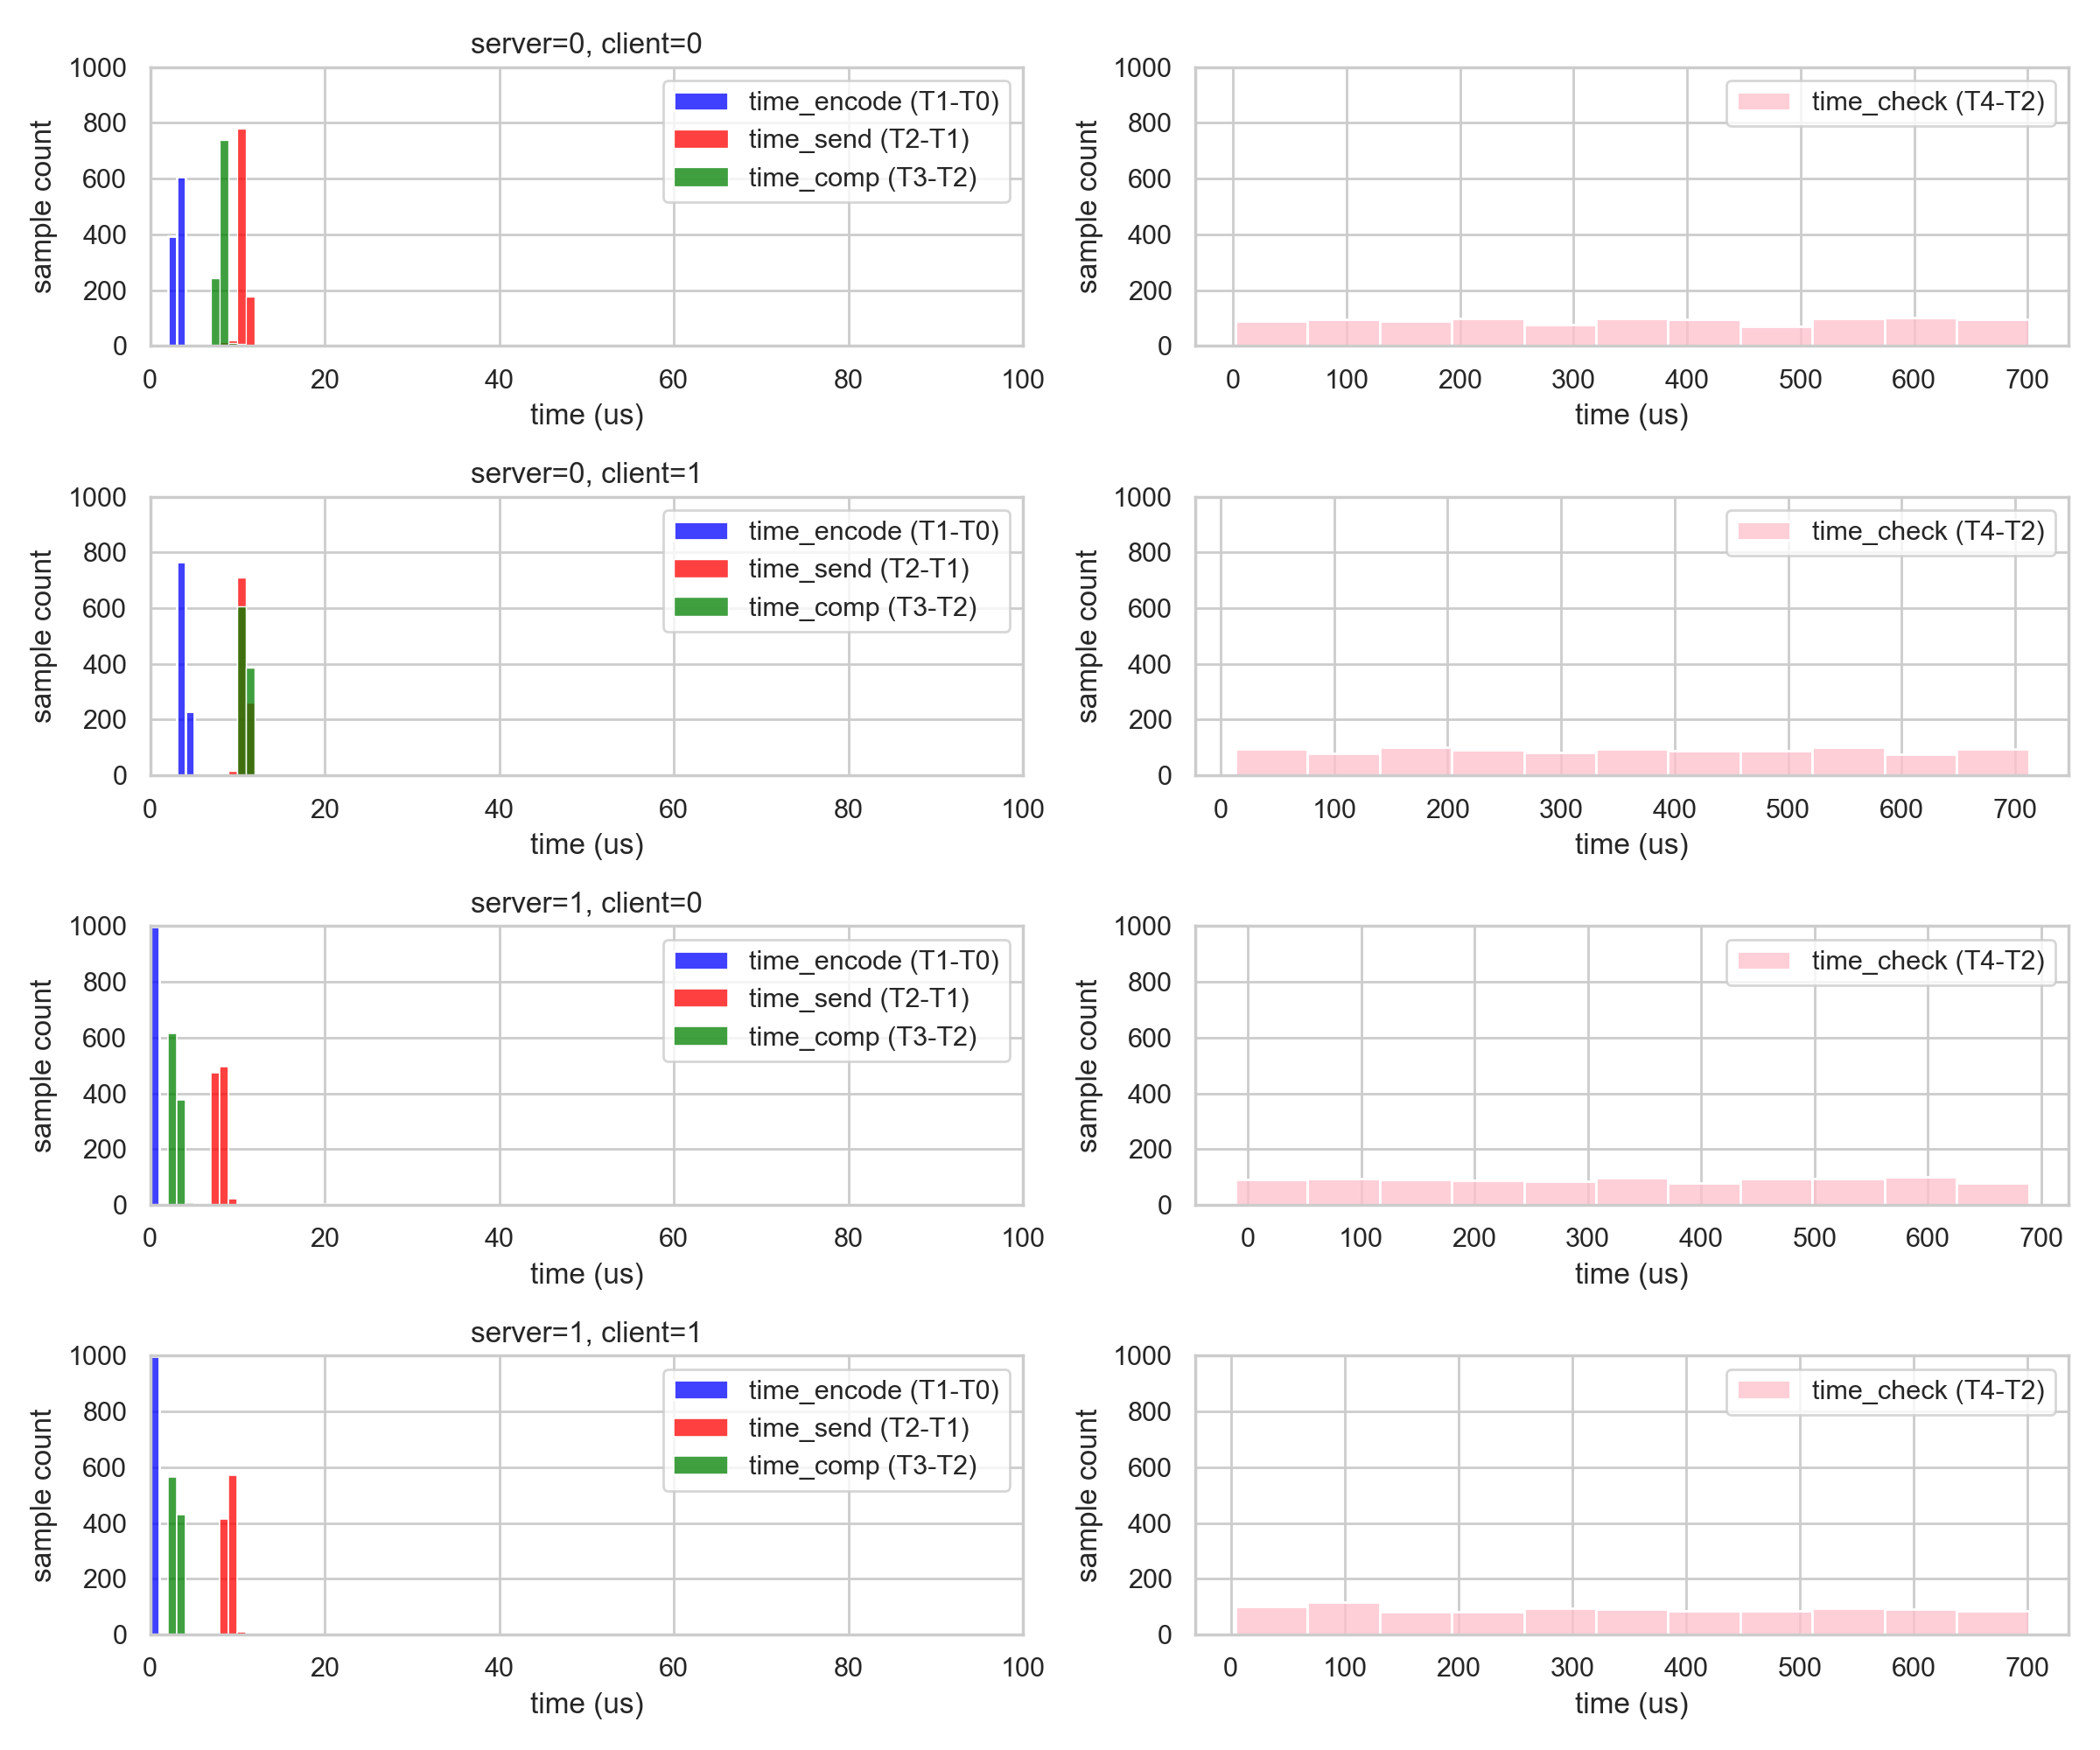 server=0, client=0
1000
800
600
400
200
0
sample count
time_encode (T1-T0)
time_send (T2-T1)
time_comp (T3-T2)
0 20 40 60 80 100
time (us)
1000
800
600
400
200
0
sample count
time_check (T4-T2)
0 100 200 300 400 500 600 700
time (us)
server=0, client=1
1000
800
600
400
200
0
sample count
time_encode (T1-T0)
time_send (T2-T1)
time_comp (T3-T2)
0 20 40 60 80 100
time (us)
1000
800
600
400
200
0
sample count
time_check (T4-T2)
0 100 200 300 400 500 600 700
time (us)
server=1, client=0
1000
800
600
400
200
0
sample count
time_encode (T1-T0)
time_send (T2-T1)
time_comp (T3-T2)
0 20 40 60 80 100
time (us)
1000
800
600
400
200
0
sample count
time_check (T4-T2)
0 100 200 300 400 500 600 700
time (us)
server=1, client=1
1000
800
600
400
200
0
sample count
time_encode (T1-T0)
time_send (T2-T1)
time_comp (T3-T2)
0 20 40 60 80 100
time (us)
1000
800
600
400
200
0
sample count
time_check (T4-T2)
0 100 200 300 400 500 600 700
time (us)